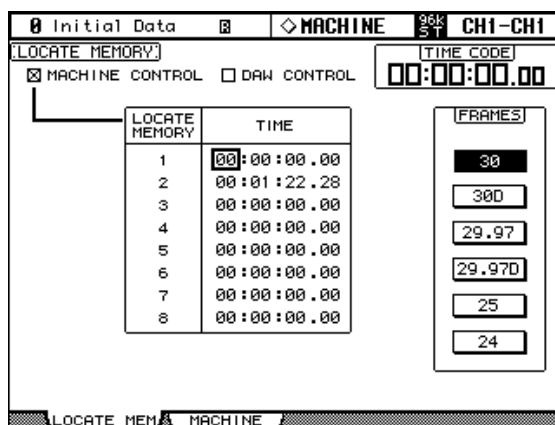 0 Initial Data R ◇MACHINE 96k ST CH1-CH1
LOCATE MEMORY
TIME CODE
MACHINE CONTROL DAW CONTROL
00:00:00.00
LOCATE MEMORY TIME
FRAMES
1 00:00:00.00
2 00:01:22.28
3 00:00:00.00
4 00:00:00.00
5 00:00:00.00
6 00:00:00.00
7 00:00:00.00
8 00:00:00.00
30
30D
29.97
29.97D
25
24
LOCATE MEM MACHINE